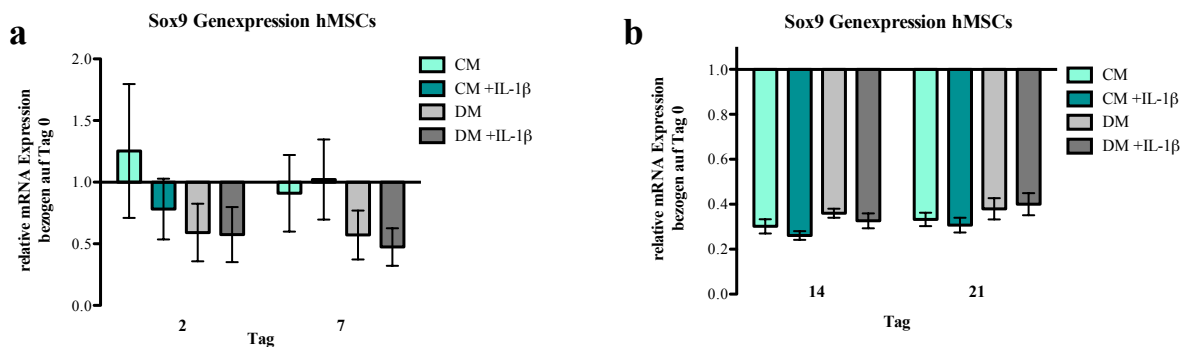 a
Sox9 Genexpression hMSCs
relative mRNA Expression
bezogen auf Tag 0
2.0
1.5
1.0
0.5
0.0
2
7
Tag
CM
CM +IL-1β
DM
DM +IL-1β
b
Sox9 Genexpression hMSCs
relative mRNA Expression
bezogen auf Tag 0
1.0
0.8
0.6
0.4
0.2
0.0
14
21
Tag
CM
CM +IL-1β
DM
DM +IL-1β